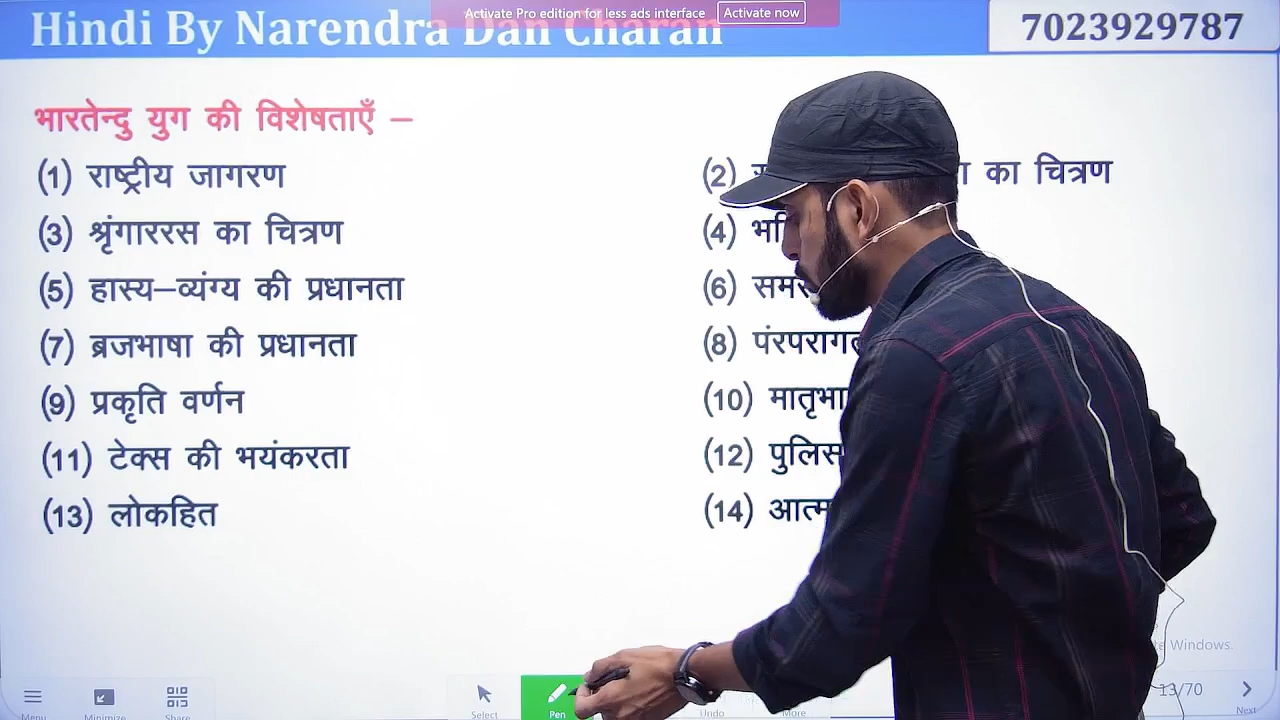 Activate Pro edition for less ads interface Activate now
Hindi By Narendra Dan Charan 7023929787
भारतेन्दु युग की विशेषताएँ –
(1) राष्ट्रीय जागरण (2) का चित्रण
(3) श्रृंगाररस का चित्रण (4)
(5) हास्य–व्यंग्य की प्रधानता (6)
(7) ब्रजभाषा की प्रधानता (8)
(9) प्रकृति वर्णन (10)
(11) टेक्स की भयंकरता (12) पुलिस
(13) लोकहित (14)
Windows.
13/70
Menu Minimize Share Select Pen Undo More Next